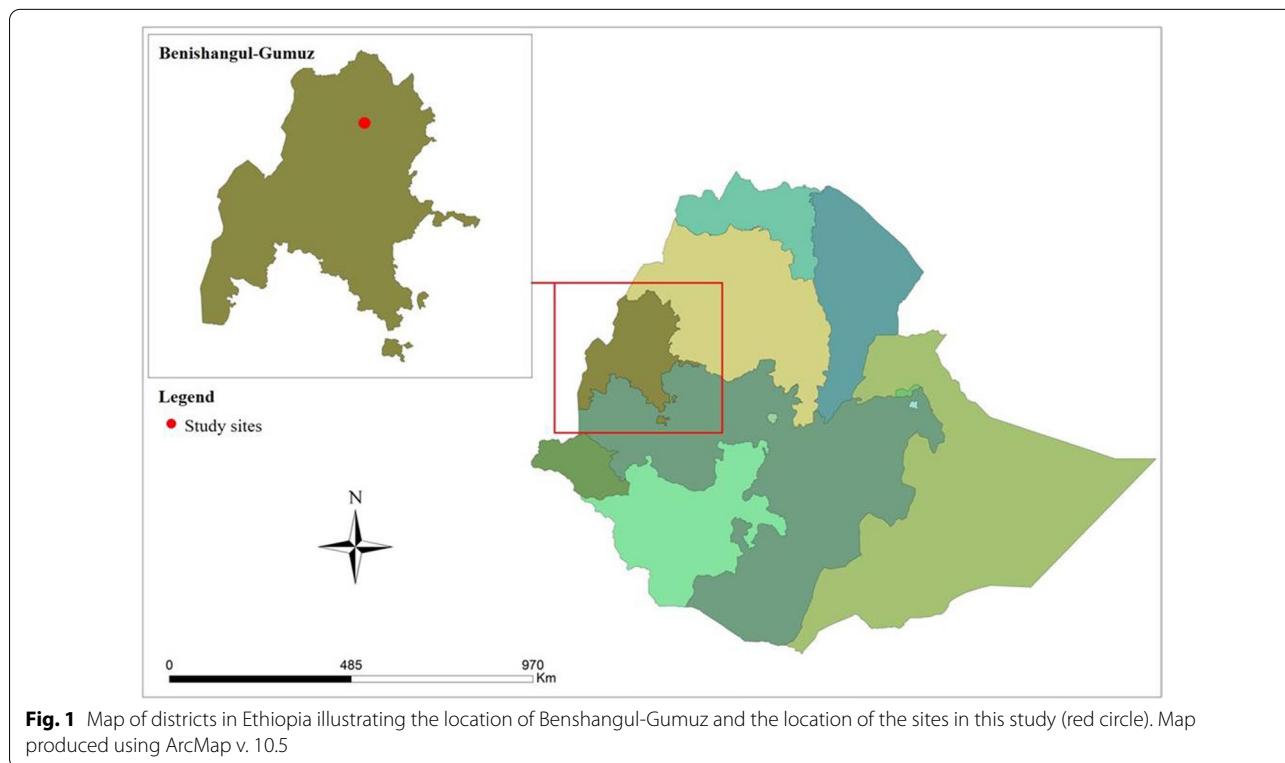 Benishangul-Gumuz
Legend
Study sites
N
0 485 970
Km
Fig. 1 Map of districts in Ethiopia illustrating the location of Benshangul-Gumuz and the location of the sites in this study (red circle). Map
produced using ArcMap v. 10.5